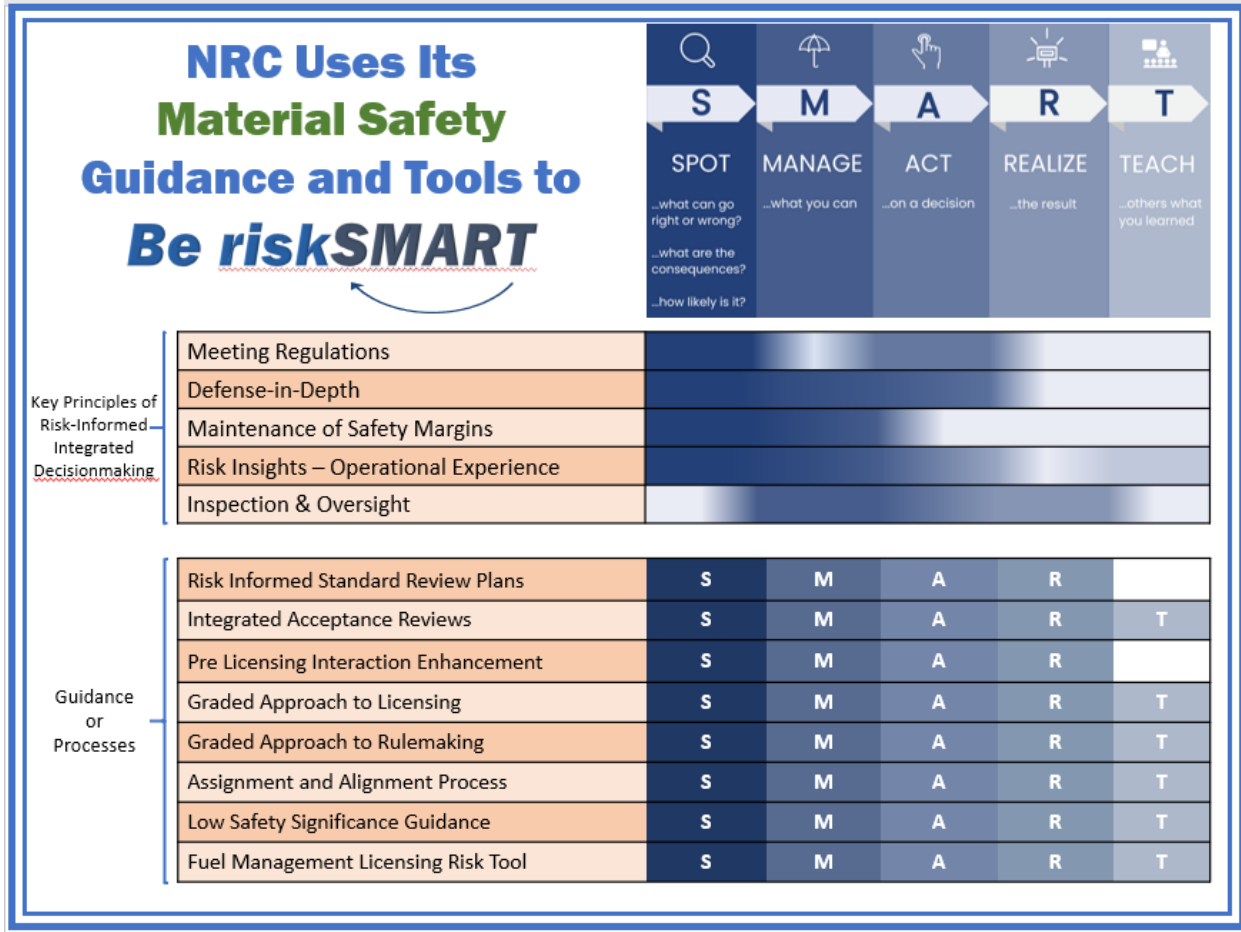 NRC Uses Its
Material Safety
Guidance and Tools to
Be riskSMART
S M A R T
SPOT MANAGE ACT REALIZE TEACH
...what can go
right or wrong?
...what are the
consequences?
...how likely is it?
...what you can
...on a decision
...the result
...others what
you learned
Key Principles of
Risk-Informed
Integrated
Decisionmaking
Meeting Regulations
Defense-in-Depth
Maintenance of Safety Margins
Risk Insights – Operational Experience
Inspection & Oversight
Guidance
or
Processes
Risk Informed Standard Review Plans S M A R
Integrated Acceptance Reviews S M A R T
Pre Licensing Interaction Enhancement S M A R
Graded Approach to Licensing S M A R T
Graded Approach to Rulemaking S M A R T
Assignment and Alignment Process S M A R T
Low Safety Significance Guidance S M A R T
Fuel Management Licensing Risk Tool S M A R T